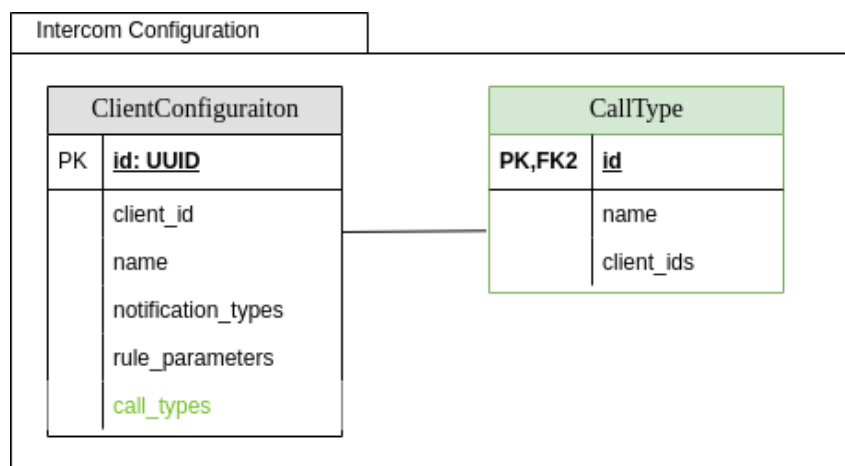 Intercom Configuration
ClientConfiguraiton
PK id: UUID
client_id
name
notification_types
rule_parameters
call_types
CallType
PK,FK2 id
name
client_ids